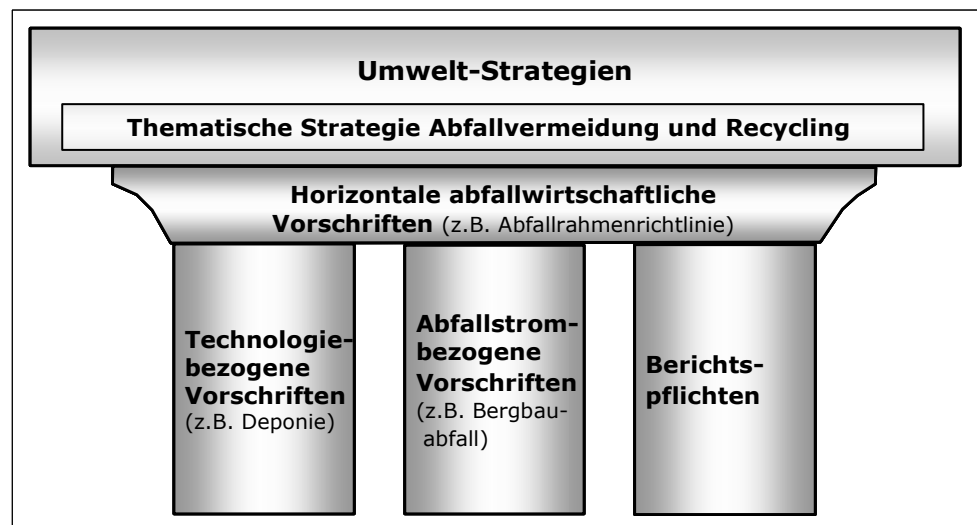 Umwelt-Strategien
Thematische Strategie Abfallvermeidung und Recycling
Horizontale abfallwirtschaftliche
Vorschriften (z.B. Abfallrahmenrichtlinie)
Technologie-
bezogene
Vorschriften
(z.B. Deponie)
Abfallstrom-
bezogene
Vorschriften
(z.B. Bergbau-
abfall)
Berichts-
pflichten